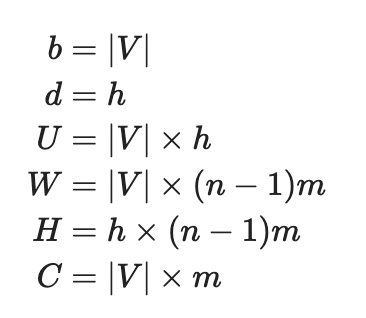 b = |V|
d = h
U = |V| × h
W = |V| × (n − 1)m
H = h × (n − 1)m
C = |V| × m